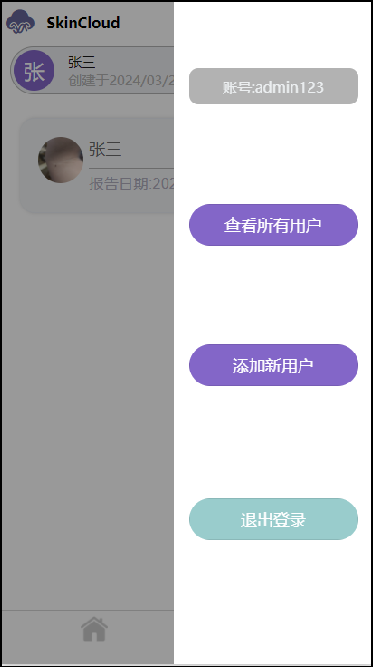 SkinCloud
张
张三
创建于2024/03/2
张三
报告日期:202
账号:admin123
查看所有用户
添加新用户
退出登录